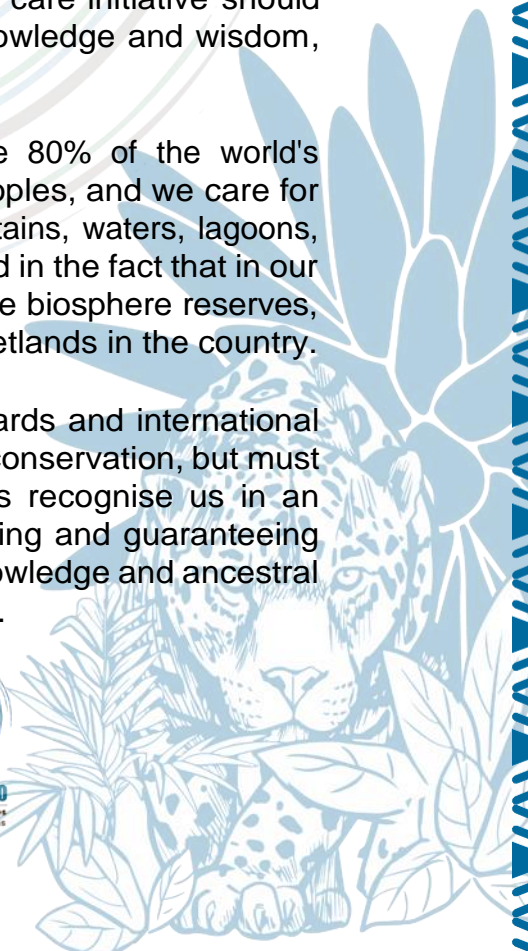 care initiative should
owledge and wisdom,
80% of the world's
oples, and we care for
tains, waters, lagoons,
d in the fact that in our
e biosphere reserves,
etlands in the country.
ards and international
conservation, but must
s recognise us in an
ing and guaranteeing
owledge and ancestral
.